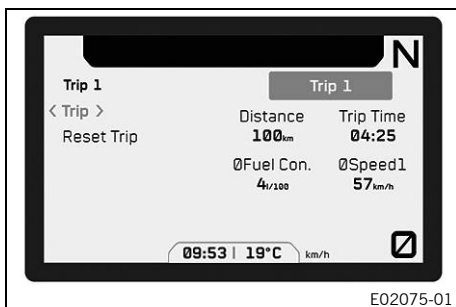 N
Trip 1
Trip 1
< Trip >
Reset Trip
Distance
Trip Time
100km
04:25
ØFuel Con.
ØSpeed1
4l/100
57km/h
09:53 | 19°C
km/h
0
E02075-01